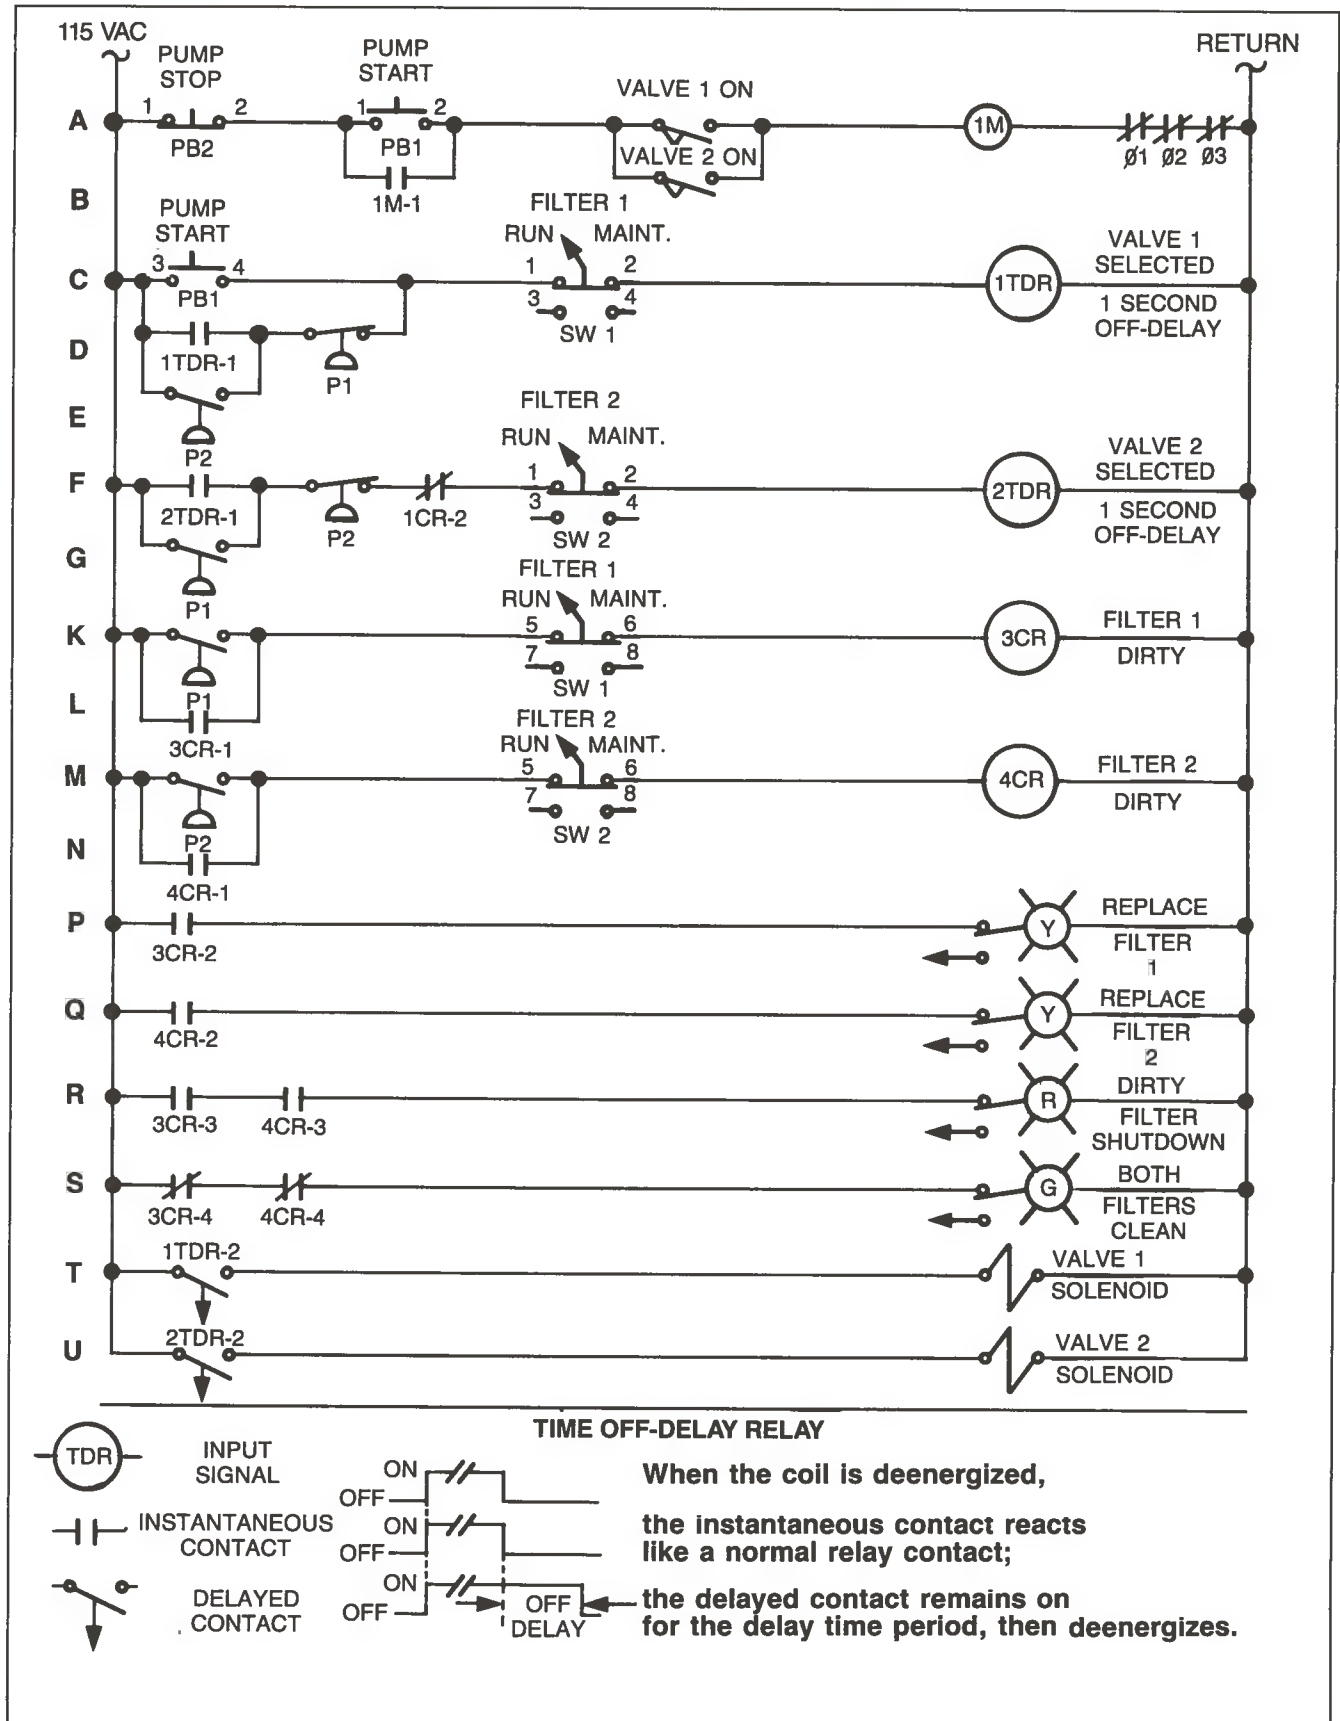 115 VAC
RETURN
PUMP
STOP
PUMP
START
VALVE 1 ON
A
1 2
1 2
1M
PB2
PB1
VALVE 2 ON
Ø1 Ø2 Ø3
1M-1
B
PUMP
START
FILTER 1
RUN MAINT.
VALVE 1
SELECTED
C
3 4
1 2
1TDR
PB1
3 4
1 SECOND
OFF-DELAY
SW 1
D
1TDR-1
P1
E
FILTER 2
RUN MAINT.
P2
VALVE 2
SELECTED
F
1 2
2TDR
2TDR-1
P2
1CR-2
3 4
1 SECOND
OFF-DELAY
SW 2
G
FILTER 1
RUN MAINT.
P1
K
5 6
3CR
FILTER 1
DIRTY
7 8
SW 1
P1
L
FILTER 2
RUN MAINT.
3CR-1
M
5 6
4CR
FILTER 2
DIRTY
7 8
SW 2
P2
N
4CR-1
P
3CR-2
Y
REPLACE
FILTER
1
Q
4CR-2
Y
REPLACE
FILTER
2
R
3CR-3
4CR-3
R
DIRTY
FILTER
SHUTDOWN
S
3CR-4
4CR-4
G
BOTH
FILTERS
CLEAN
1TDR-2
T
VALVE 1
SOLENOID
2TDR-2
U
VALVE 2
SOLENOID
TIME OFF-DELAY RELAY
TDR
INPUT
SIGNAL
ON
OFF
When the coil is deenergized,
INSTANTANEOUS
CONTACT
ON
OFF
the instantaneous contact reacts
like a normal relay contact;
DELAYED
CONTACT
ON
OFF
OFF
DELAY
the delayed contact remains on
for the delay time period, then deenergizes.